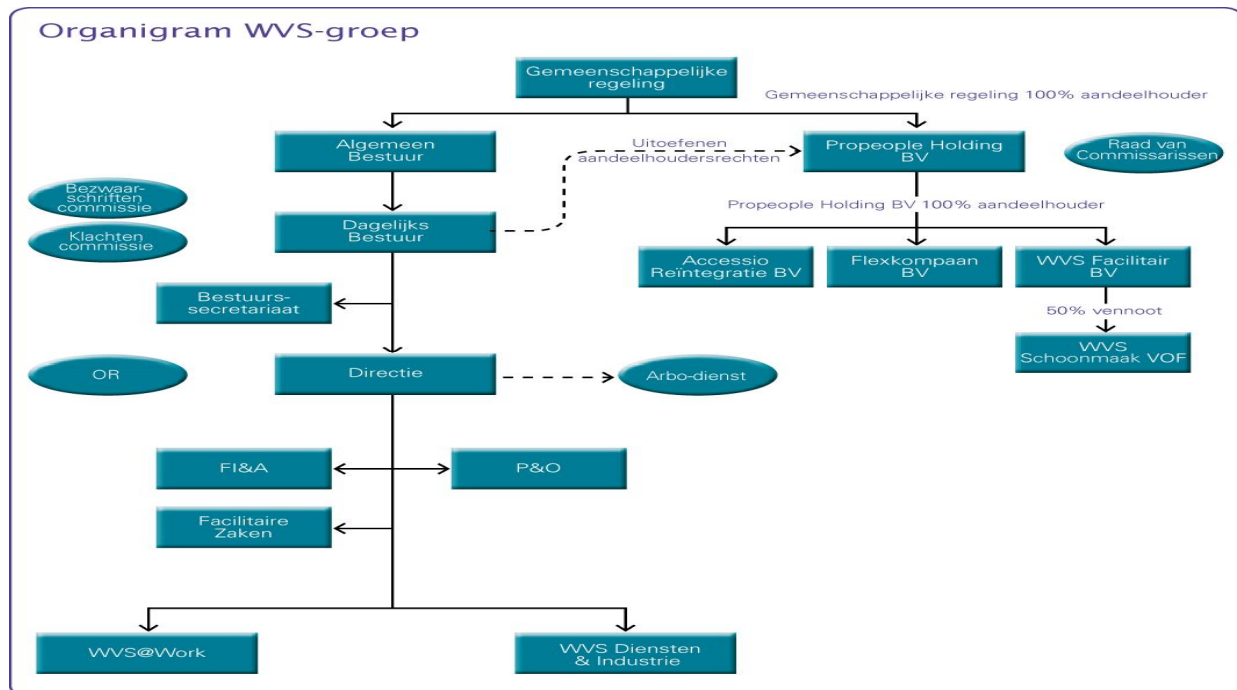 Organigram WVS-groep
Gemeenschappelijke
regeling
Gemeenschappelijke regeling 100% aandeelhouder
Algemeen
Bestuur
Uitoefenen
aandeelhoudersrechten
Propeople Holding
BV
Raad van
Commissarissen
Bezwaar-
schriften
commissie
Klachten
commissie
Dagelijks
Bestuur
Propeople Holding BV 100% aandeelhouder
Accessio
Reïntegratie BV
Flexkompaan
BV
WVS Facilitair
BV
Bestuurs-
secretariaat
50% vennoot
WVS
Schoonmaak VOF
OR
Directie
Arbo-dienst
FI&A
P&O
Facilitaire
Zaken
WVS@Work
WVS Diensten
& Industrie